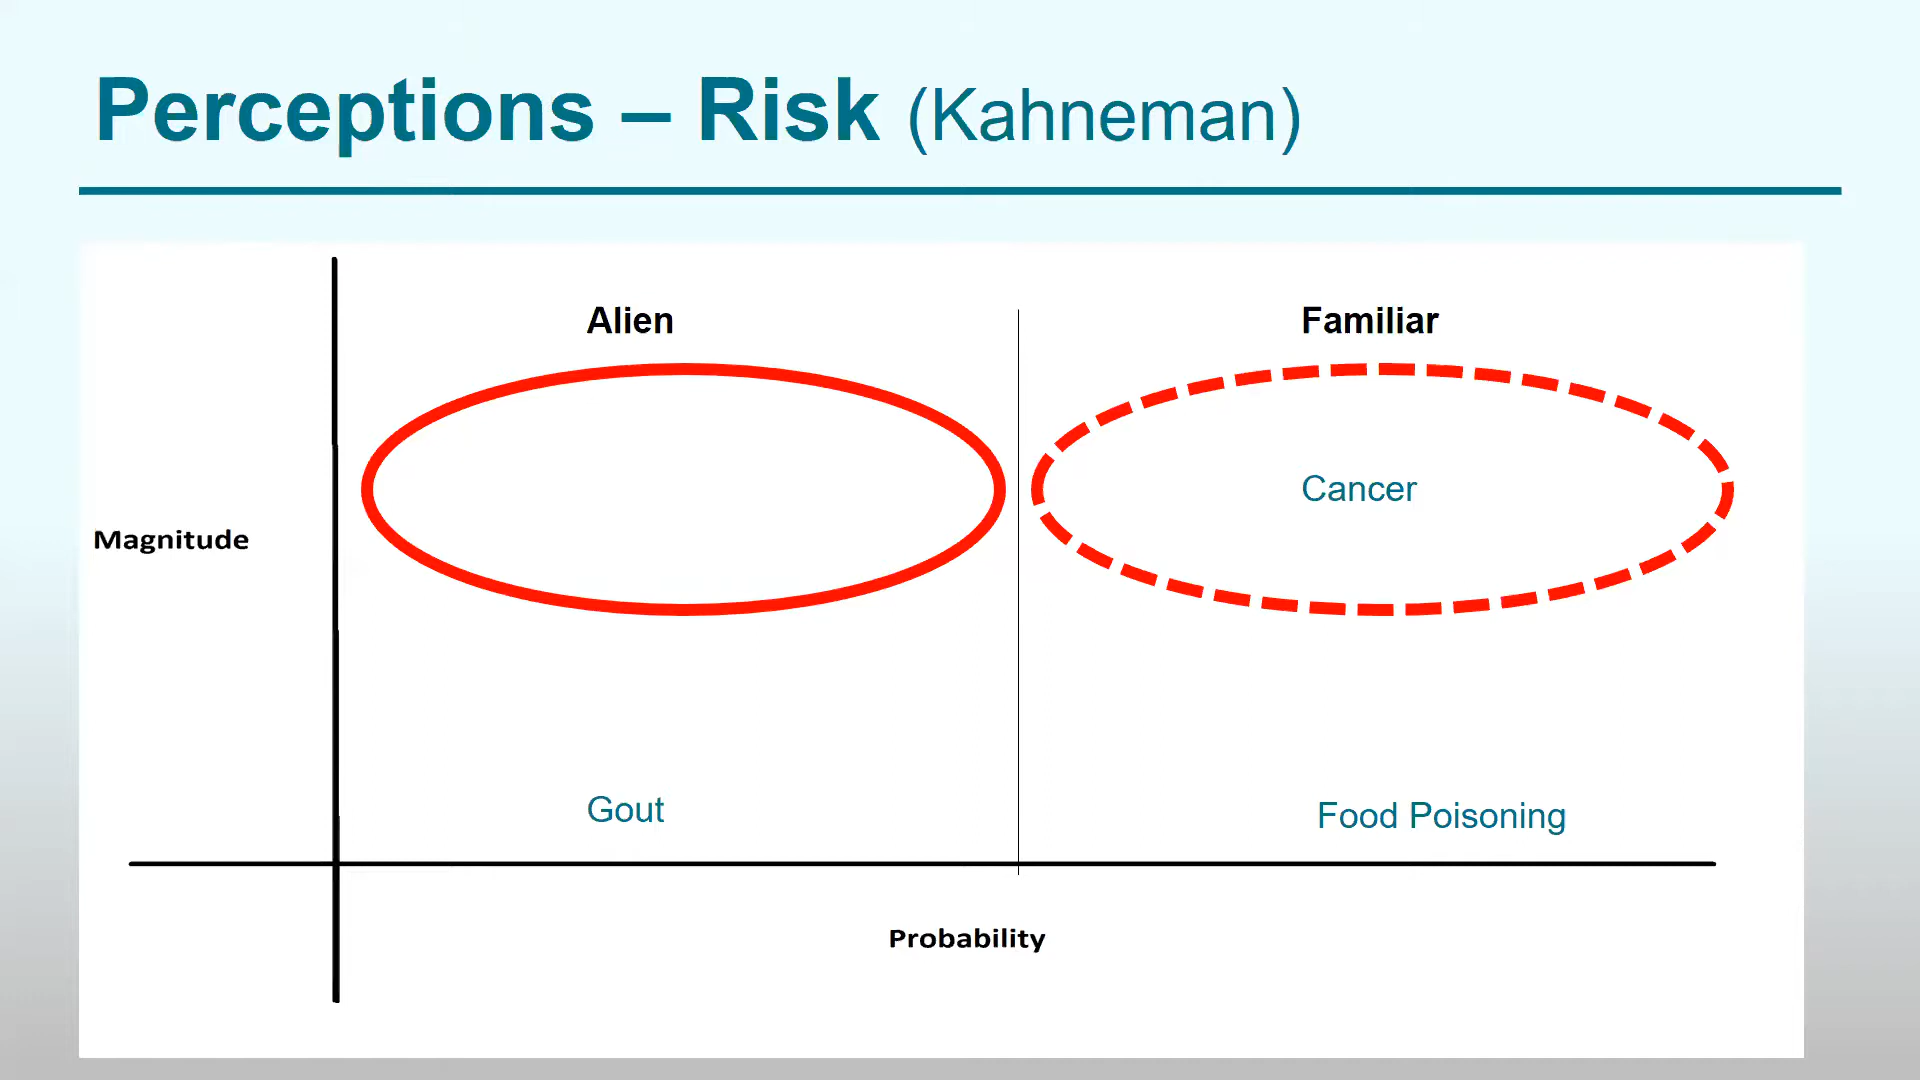 Perceptions – Risk (Kahneman)
Alien
Familiar
Cancer
Magnitude
Gout
Food Poisoning
Probability